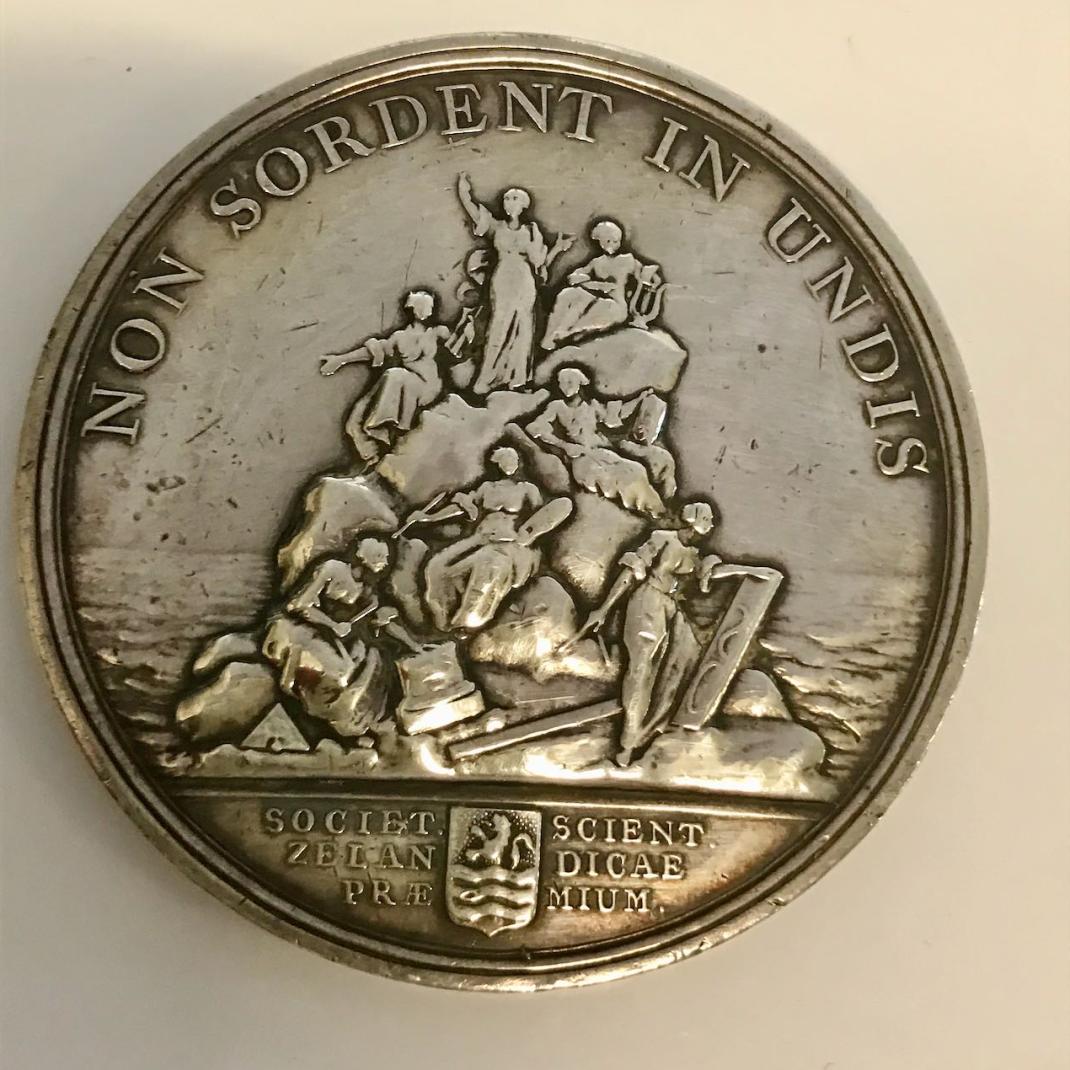 NON SORDENT IN UNDIS
SOCIET. SCIENT.
ZELAN DICAE
PRÆ MIUM.